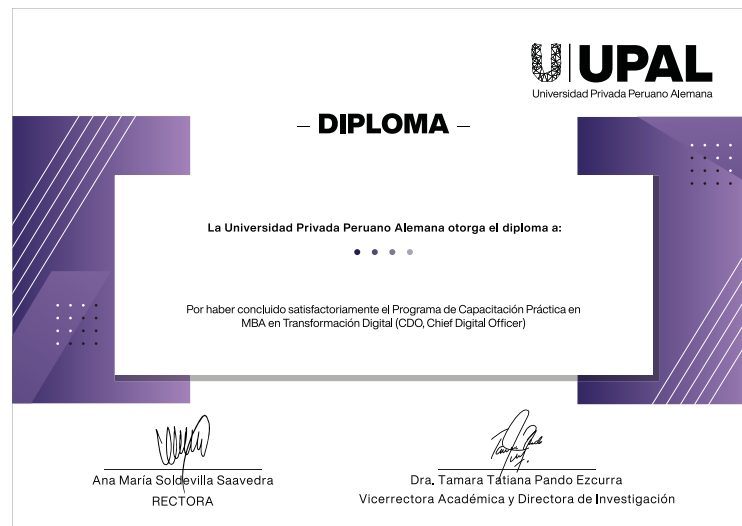 UPAL
Universidad Privada Peruano Alemana
– DIPLOMA –
La Universidad Privada Peruano Alemana otorga el diploma a:
Por haber concluido satisfactoriamente el Programa de Capacitación Práctica en
MBA en Transformación Digital (CDO, Chief Digital Officer)
Ana María Soldevilla Saavedra
RECTORA
Dra. Tamara Tatiana Pando Ezcurra
Vicerrectora Académica y Directora de Investigación